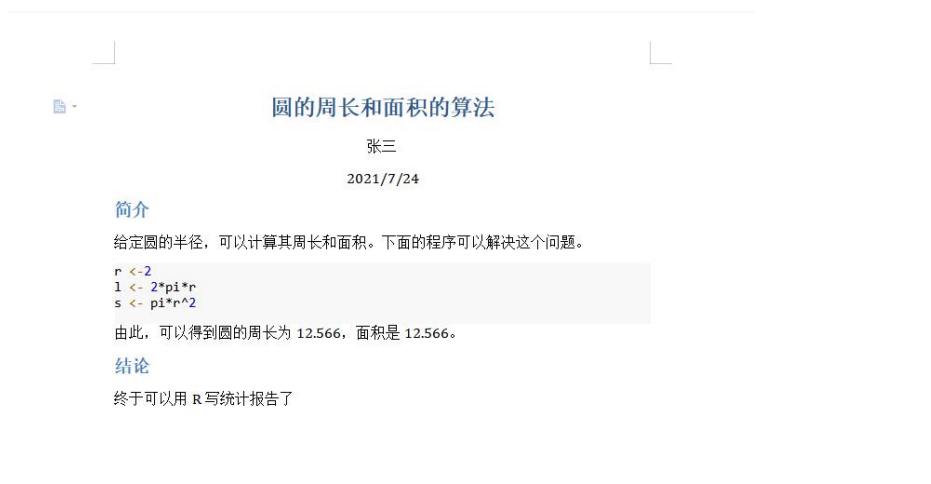 圆的周长和面积的算法
张三
2021/7/24
简介
给定圆的半径，可以计算其周长和面积。下面的程序可以解决这个问题。
r <-2
l <- 2*pi*r
s <- pi*r^2
由此，可以得到圆的周长为 12.566，面积是 12.566。
结论
终于可以用 R 写统计报告了